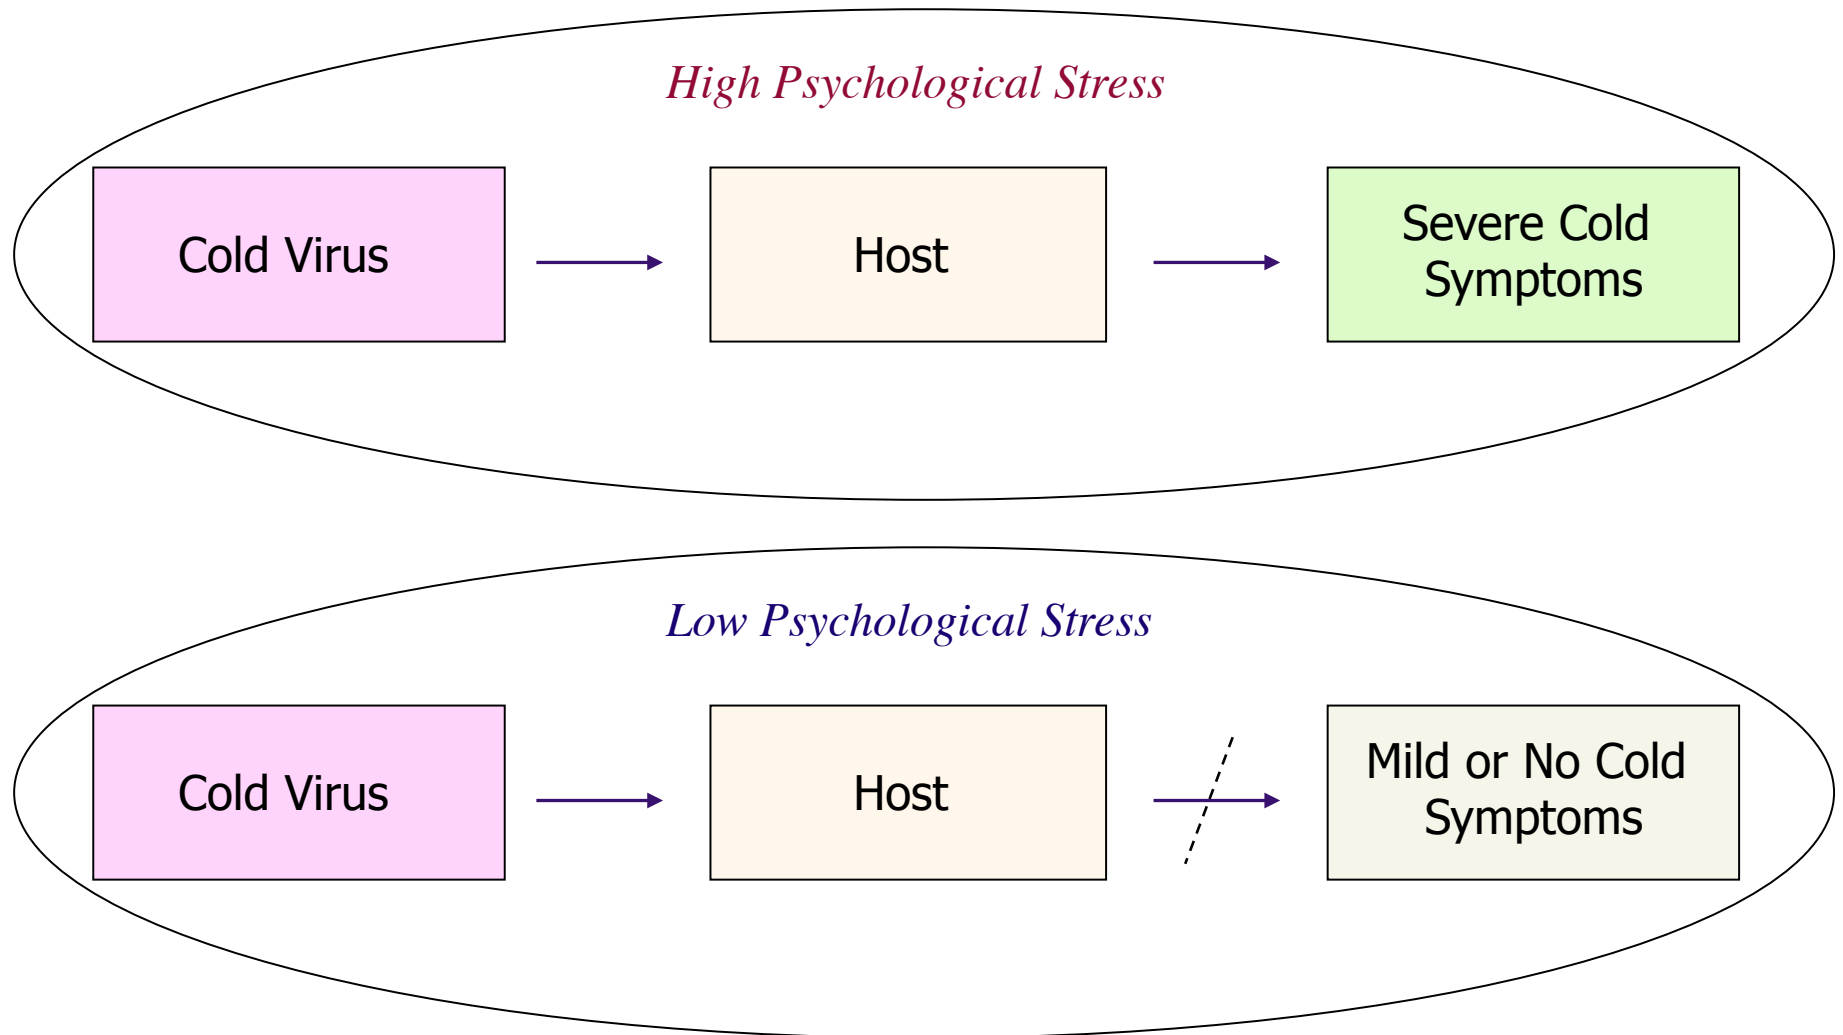 High Psychological Stress
Cold Virus
Host
Severe Cold
Symptoms
Low Psychological Stress
Cold Virus
Host
Mild or No Cold
Symptoms